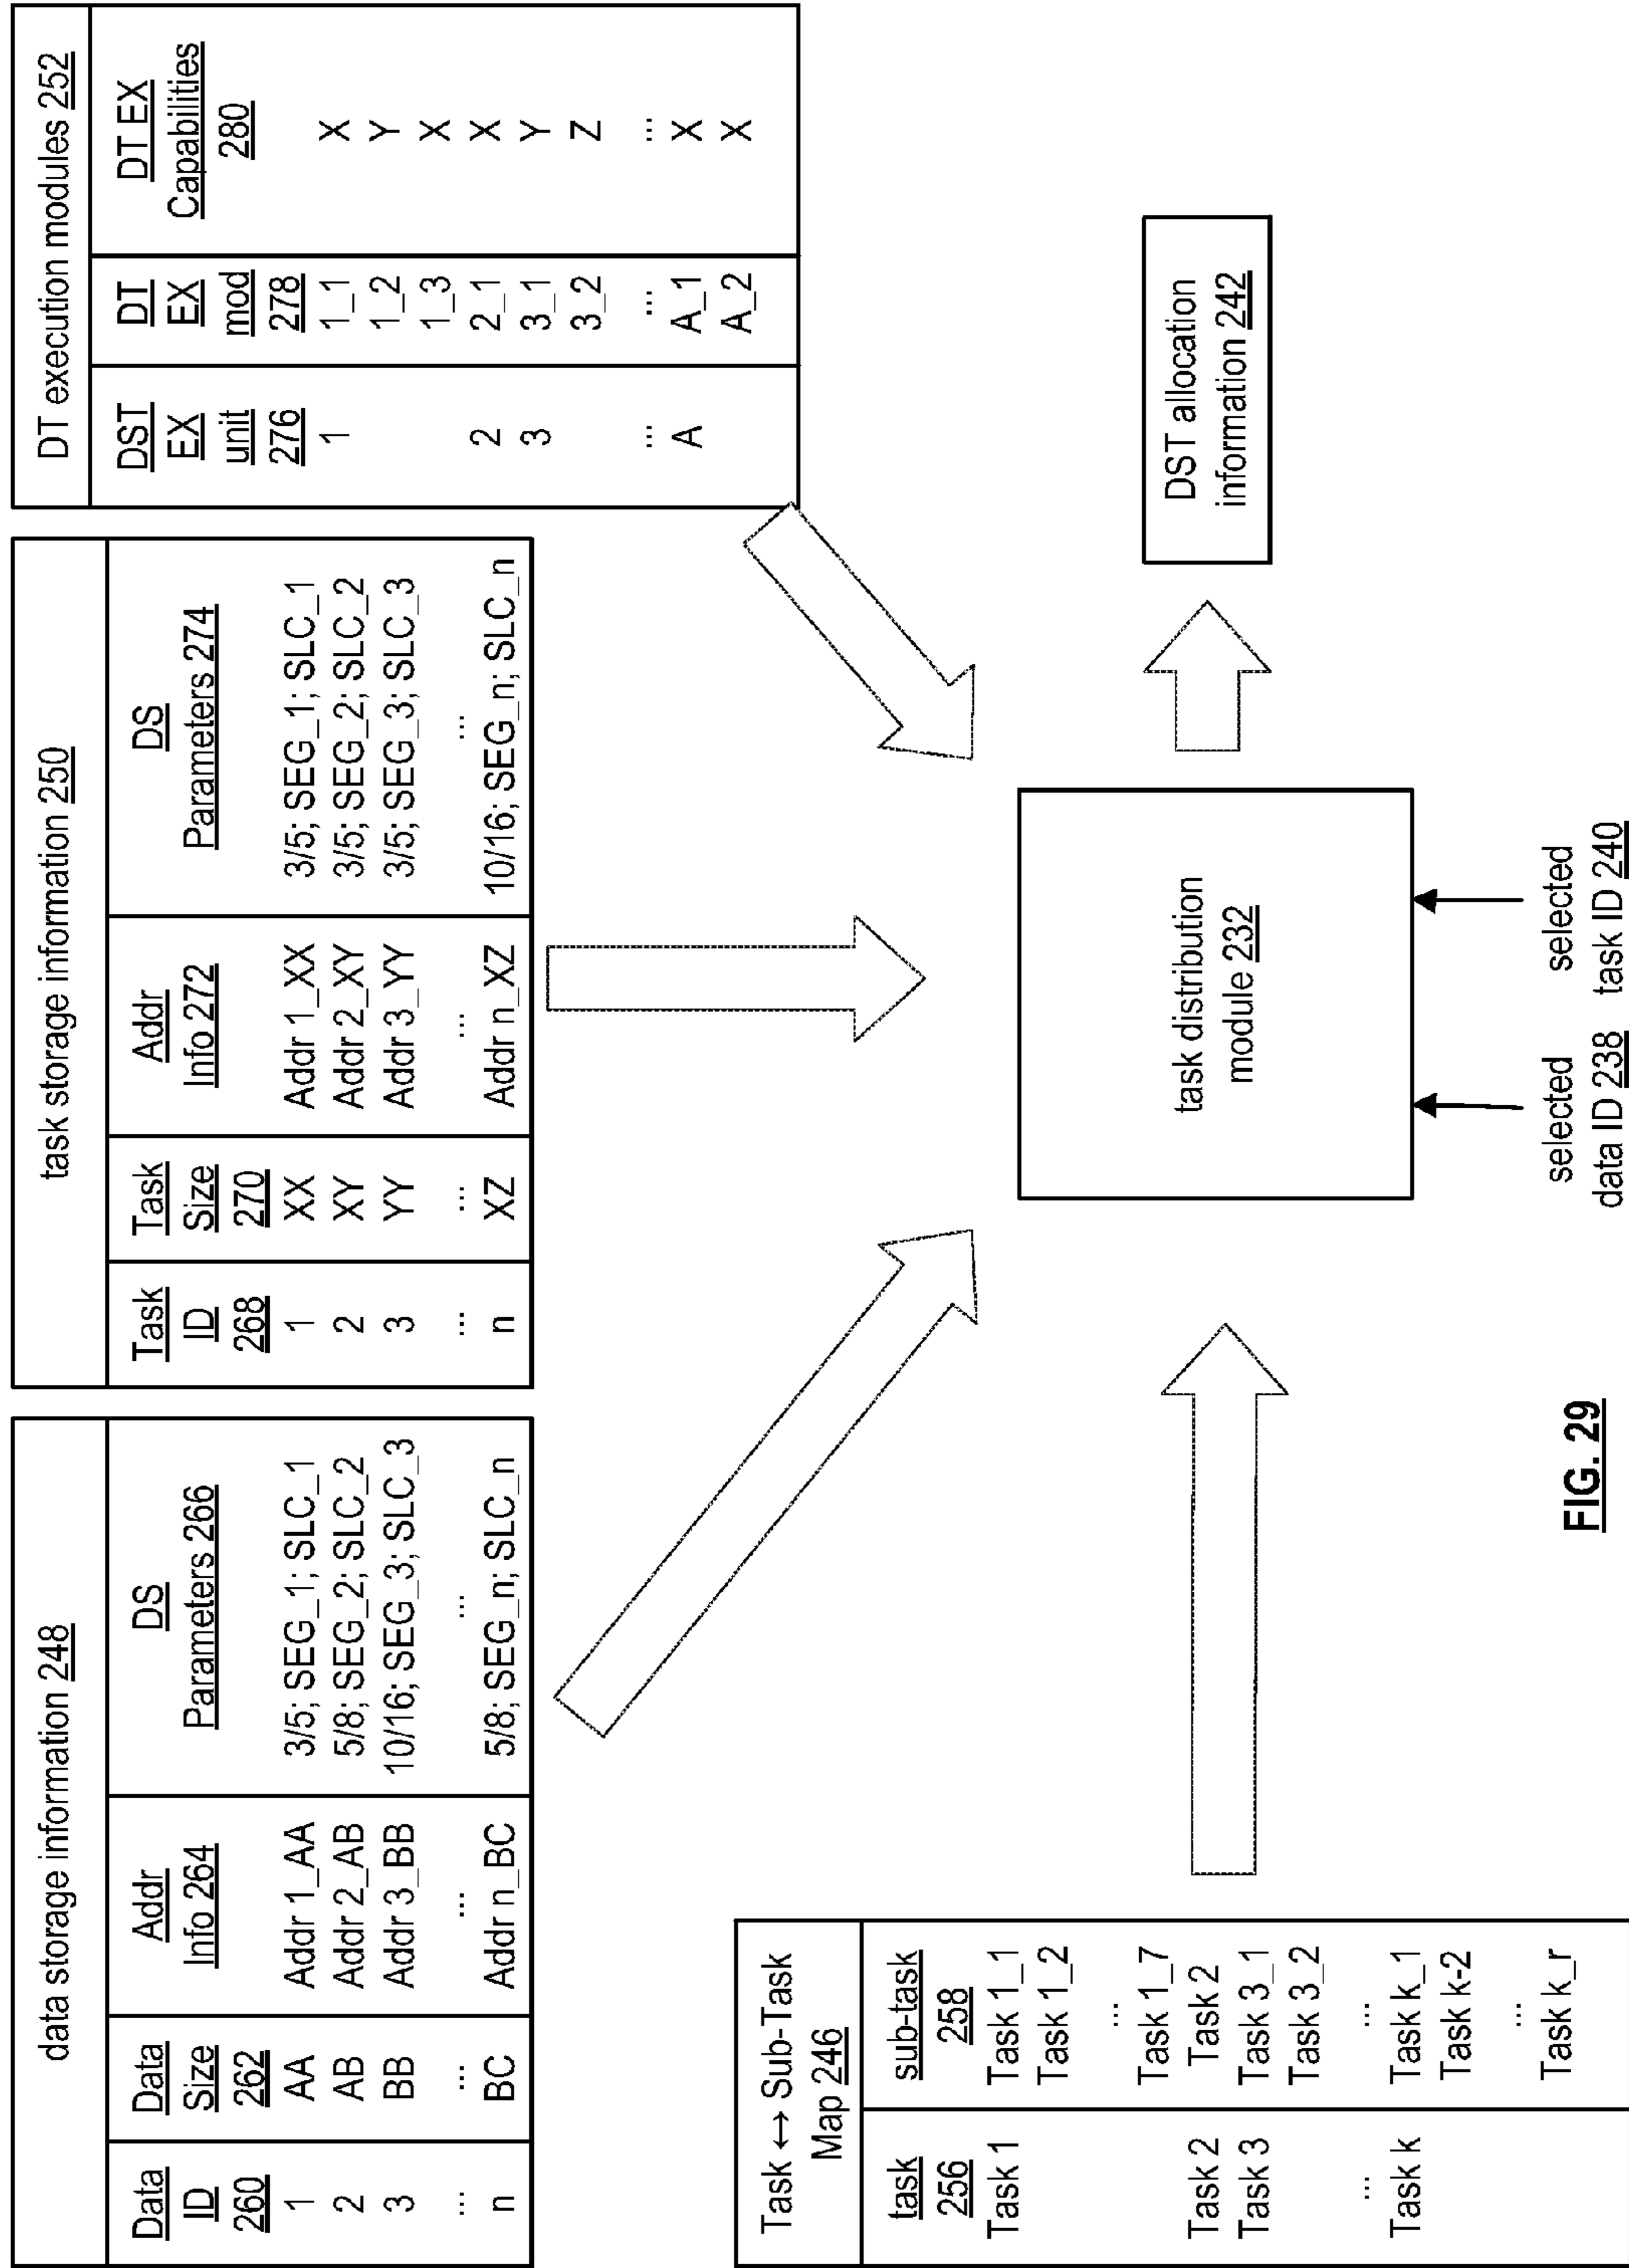 data storage information 248
Data ID 260 Data Size 262 Addr Info 264 DS Parameters 266
1 AA Addr 1_AA 3/5; SEG_1; SLC_1
2 AB Addr 2_AB 5/8; SEG_2; SLC_2
3 BB Addr 3_BB 10/16; SEG_3; SLC_3
... ... ... ...
n BC Addr n_BC 5/8; SEG_n; SLC_n
task storage information 250
Task ID 268 Task Size 270 Addr Info 272 DS Parameters 274
1 XX Addr 1_XX 3/5; SEG_1; SLC_1
2 XY Addr 2_XY 3/5; SEG_2; SLC_2
3 YY Addr 3_YY 3/5; SEG_3; SLC_3
... ... ... ...
n XZ Addr n_XZ 10/16; SEG_n; SLC_n
DT execution modules 252
DST EX unit 276 DT EX mod 278 DT EX Capabilities 280
1 1_1 X
1_2 Y
1_3 X
2 2_1 X
3 3_1 Y
3_2 Z
... ... ...
A A_1 X
A_2 X
Task ↔ Sub-Task
Map 246
task 256 sub-task 258
Task 1 Task 1_1
Task 1_2
...
Task 1_7
Task 2 Task 2
Task 3 Task 3_1
Task 3_2
... ...
Task k Task k_1
Task k-2
...
Task k_r
task distribution
module 232
DST allocation
information 242
selected
data ID 238
selected
task ID 240
FIG. 29